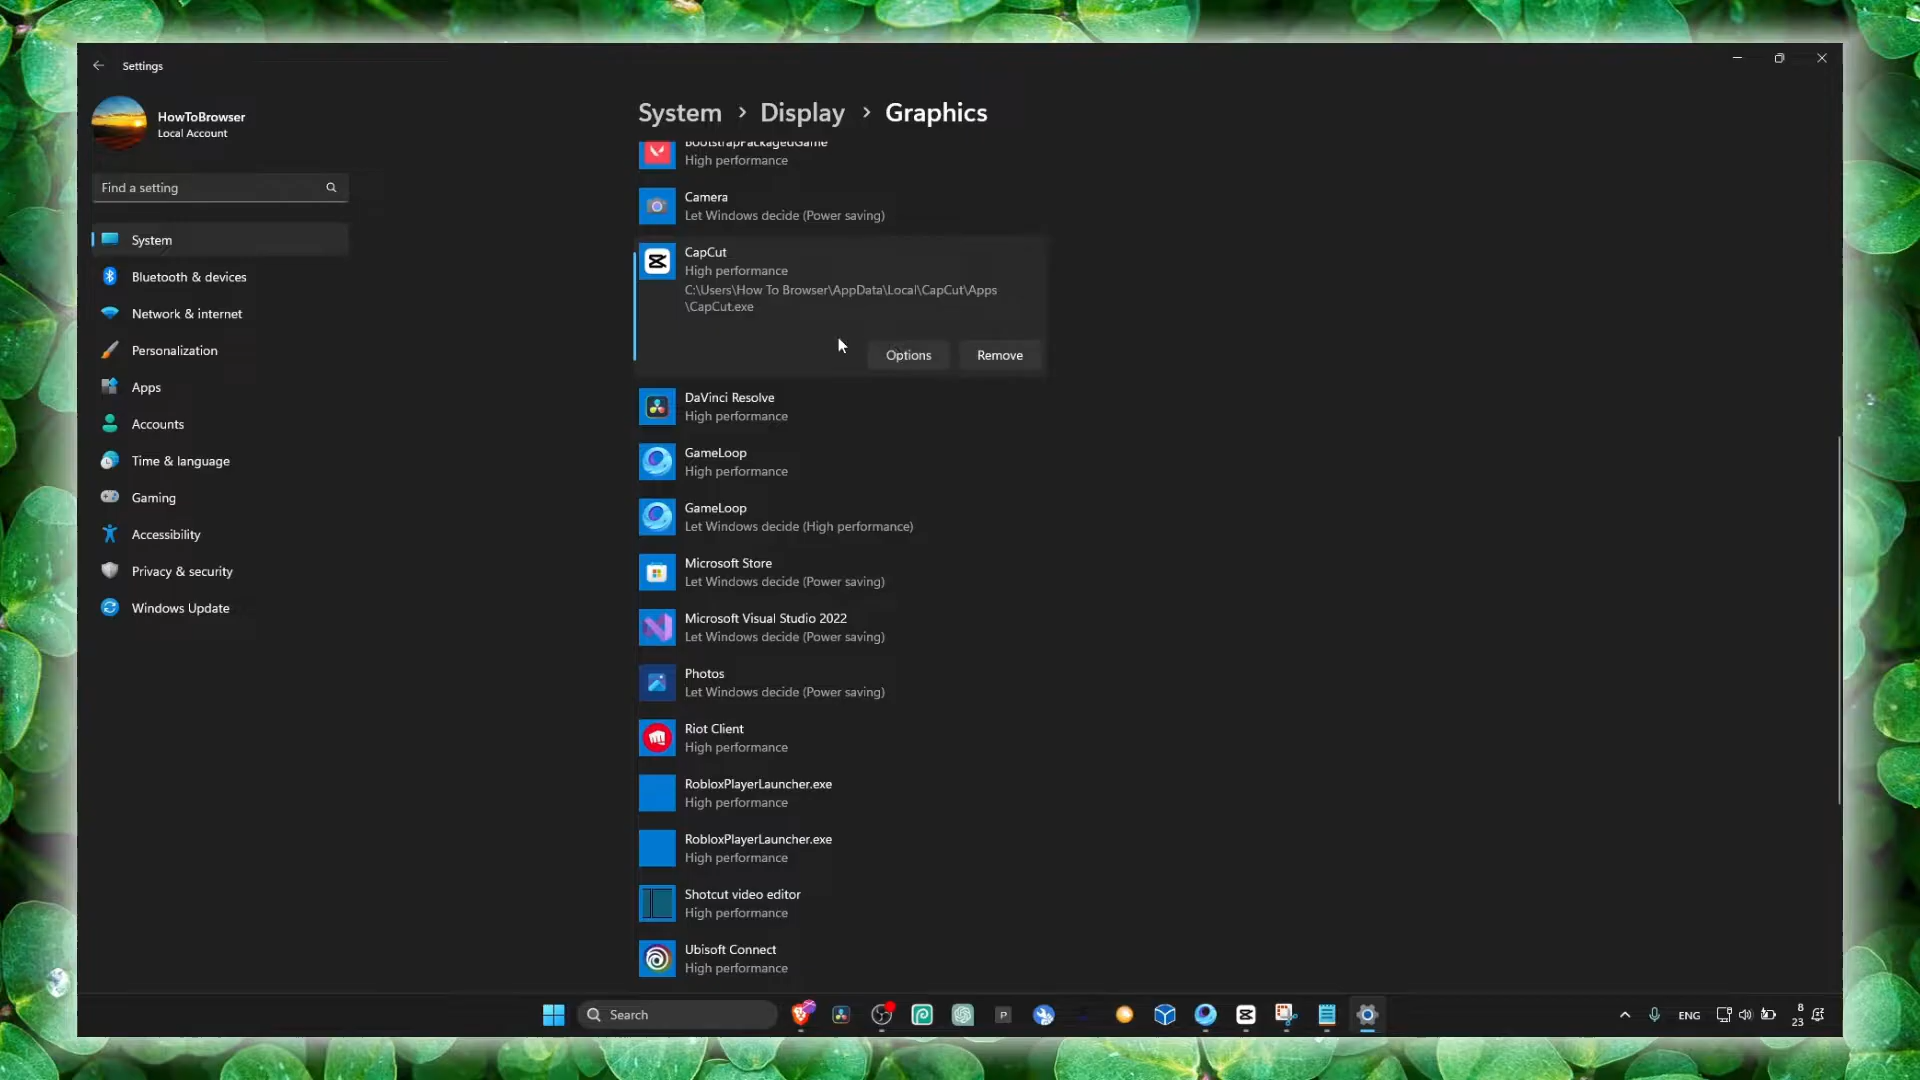 Settings
HowToBrowser
Local Account
Find a setting
System
Bluetooth & devices
Network & internet
Personalization
Apps
Accounts
Time & language
Gaming
Accessibility
Privacy & security
Windows Update
System > Display > Graphics
BootstrapPackagedGame
High performance
Camera
Let Windows decide (Power saving)
CapCut
High performance
C:\Users\How To Browser\AppData\Local\CapCut\Apps
\CapCut.exe
Options Remove
DaVinci Resolve
High performance
GameLoop
High performance
GameLoop
Let Windows decide (High performance)
Microsoft Store
Let Windows decide (Power saving)
Microsoft Visual Studio 2022
Let Windows decide (Power saving)
Photos
Let Windows decide (Power saving)
Riot Client
High performance
RobloxPlayerLauncher.exe
High performance
RobloxPlayerLauncher.exe
High performance
Shotcut video editor
High performance
Ubisoft Connect
High performance
Search
P
ENG
8
23